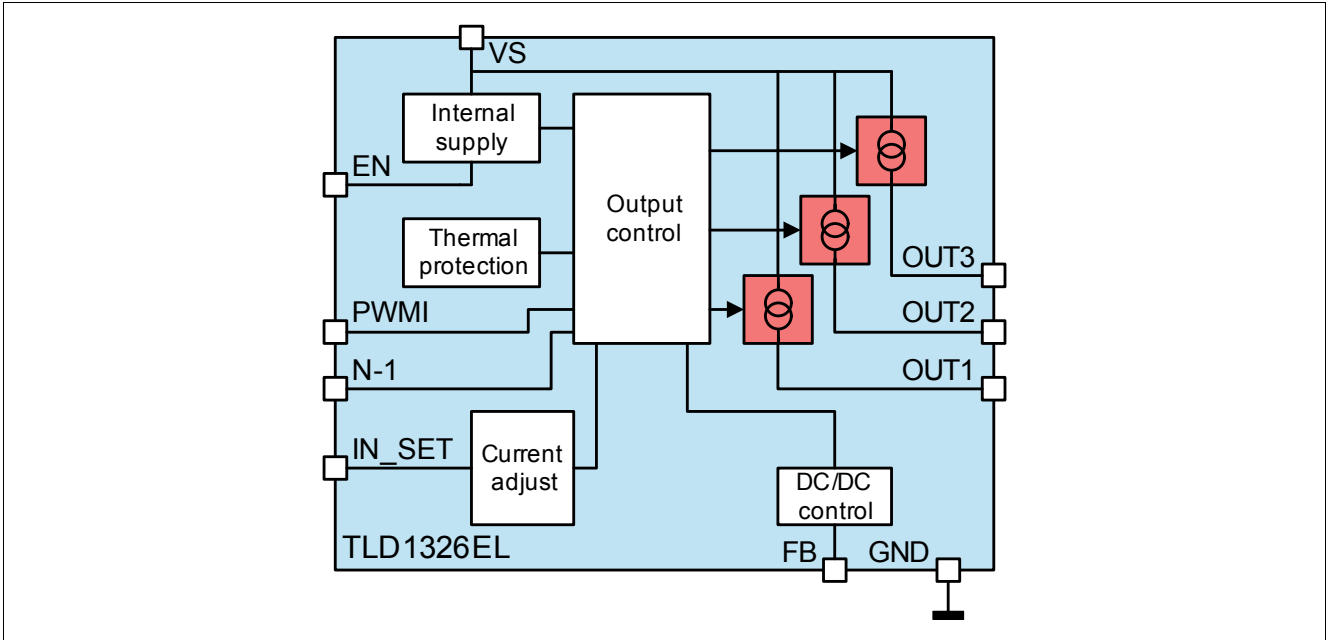 VS
Internal
supply
EN
Output
control
Thermal
protection
OUT3
PWMI
OUT2
N-1
OUT1
IN_SET
Current
adjust
DC/DC
control
TLD1326EL
FB
GND